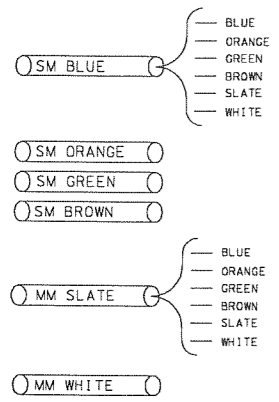 BLUE
ORANGE
GREEN
SM BLUE
BROWN
SLATE
WHITE
SM ORANGE
SM GREEN
SM BROWN
BLUE
ORANGE
GREEN
MM SLATE
BROWN
SLATE
WHITE
MM WHITE